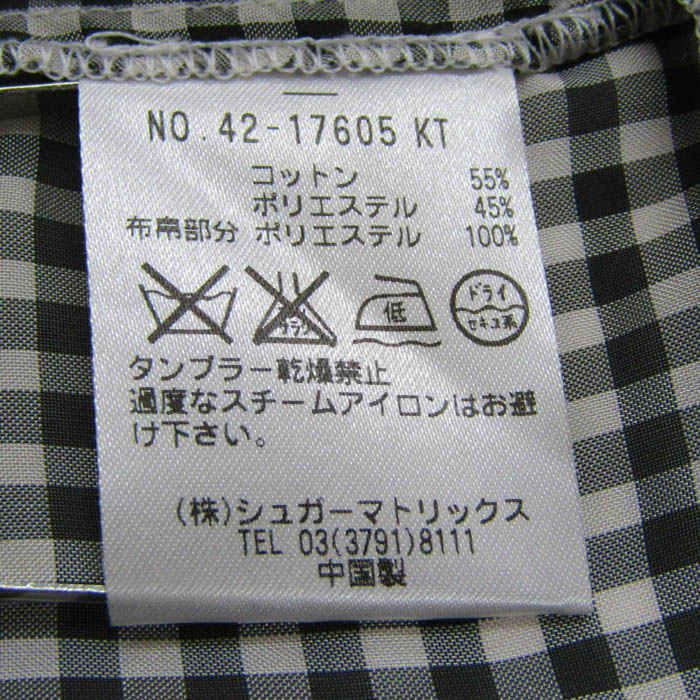 NO.42-17605 KT
コットン 55%
ポリエステル 45%
布帛部分 ポリエステル 100%
サラシ 低 ドライ セキユ系
タンブラー乾燥禁止
過度なスチームアイロンはお避
け下さい。
(株)シュガーマトリックス
TEL 03(3791)8111
中国製